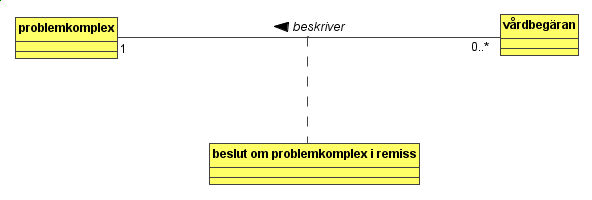 problemkomplex
beskriver
vårdbegäran
1
0..*
beslut om problemkomplex i remiss